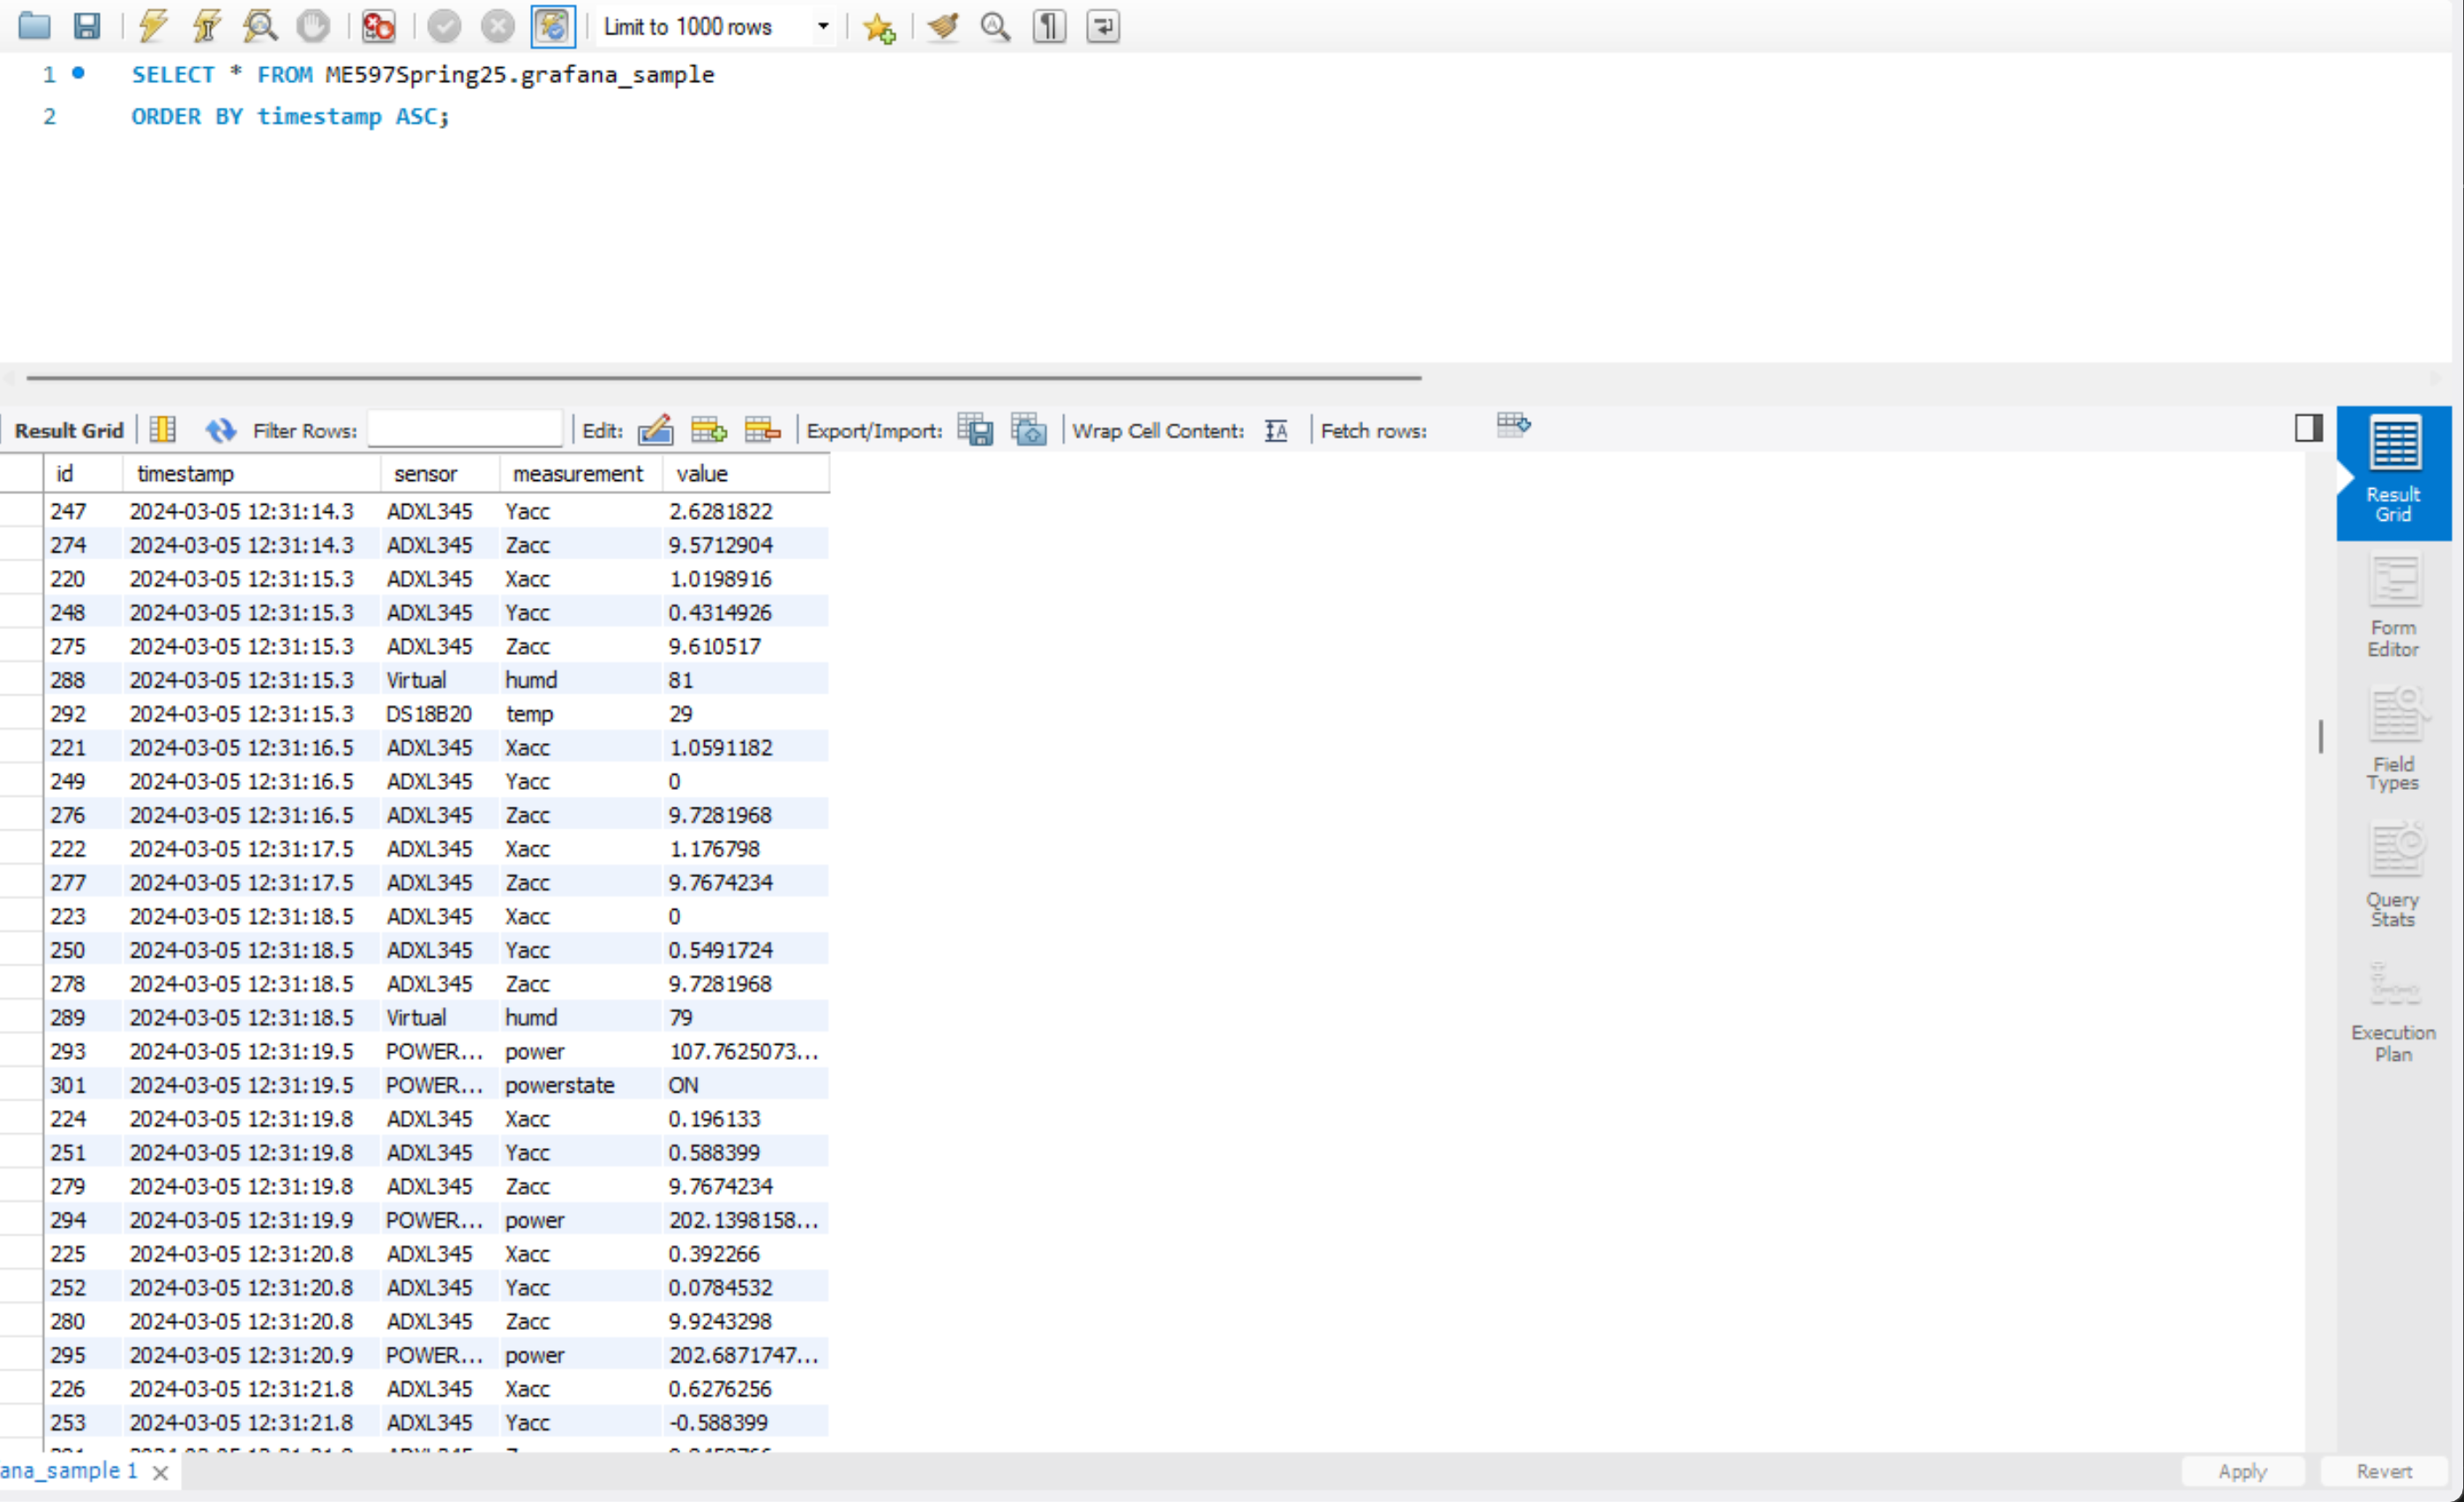 Limit to 1000 rows
1 SELECT * FROM ME597Spring25.grafana_sample
2 ORDER BY timestamp ASC;
Result Grid Filter Rows: Edit: Export/Import: Wrap Cell Content: Fetch rows:
id timestamp sensor measurement value
247 2024-03-05 12:31:14.3 ADXL345 Yacc 2.6281822
274 2024-03-05 12:31:14.3 ADXL345 Zacc 9.5712904
220 2024-03-05 12:31:15.3 ADXL345 Xacc 1.0198916
248 2024-03-05 12:31:15.3 ADXL345 Yacc 0.4314926
275 2024-03-05 12:31:15.3 ADXL345 Zacc 9.610517
288 2024-03-05 12:31:15.3 Virtual humd 81
292 2024-03-05 12:31:15.3 DS18B20 temp 29
221 2024-03-05 12:31:16.5 ADXL345 Xacc 1.0591182
249 2024-03-05 12:31:16.5 ADXL345 Yacc 0
276 2024-03-05 12:31:16.5 ADXL345 Zacc 9.7281968
222 2024-03-05 12:31:17.5 ADXL345 Xacc 1.176798
277 2024-03-05 12:31:17.5 ADXL345 Zacc 9.7674234
223 2024-03-05 12:31:18.5 ADXL345 Xacc 0
250 2024-03-05 12:31:18.5 ADXL345 Yacc 0.5491724
278 2024-03-05 12:31:18.5 ADXL345 Zacc 9.7281968
289 2024-03-05 12:31:18.5 Virtual humd 79
293 2024-03-05 12:31:19.5 POWER... power 107.7625073...
301 2024-03-05 12:31:19.5 POWER... powerstate ON
224 2024-03-05 12:31:19.8 ADXL345 Xacc 0.196133
251 2024-03-05 12:31:19.8 ADXL345 Yacc 0.588399
279 2024-03-05 12:31:19.8 ADXL345 Zacc 9.7674234
294 2024-03-05 12:31:19.9 POWER... power 202.1398158...
225 2024-03-05 12:31:20.8 ADXL345 Xacc 0.392266
252 2024-03-05 12:31:20.8 ADXL345 Yacc 0.0784532
280 2024-03-05 12:31:20.8 ADXL345 Zacc 9.9243298
295 2024-03-05 12:31:20.9 POWER... power 202.6871747...
226 2024-03-05 12:31:21.8 ADXL345 Xacc 0.6276256
253 2024-03-05 12:31:21.8 ADXL345 Yacc -0.588399
Result
Grid
Form
Editor
Field
Types
Query
Stats
Execution
Plan
ana_sample 1
Apply Revert